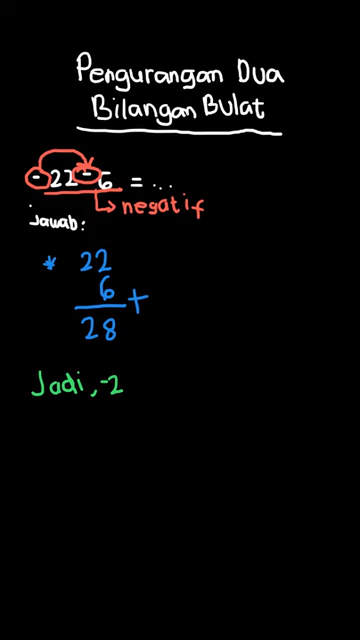 Pengurangan Dua
Bilangan Bulat
-22 - 6 = ...
negatif
Jawab:
* 22
6
+
28
Jadi, -2